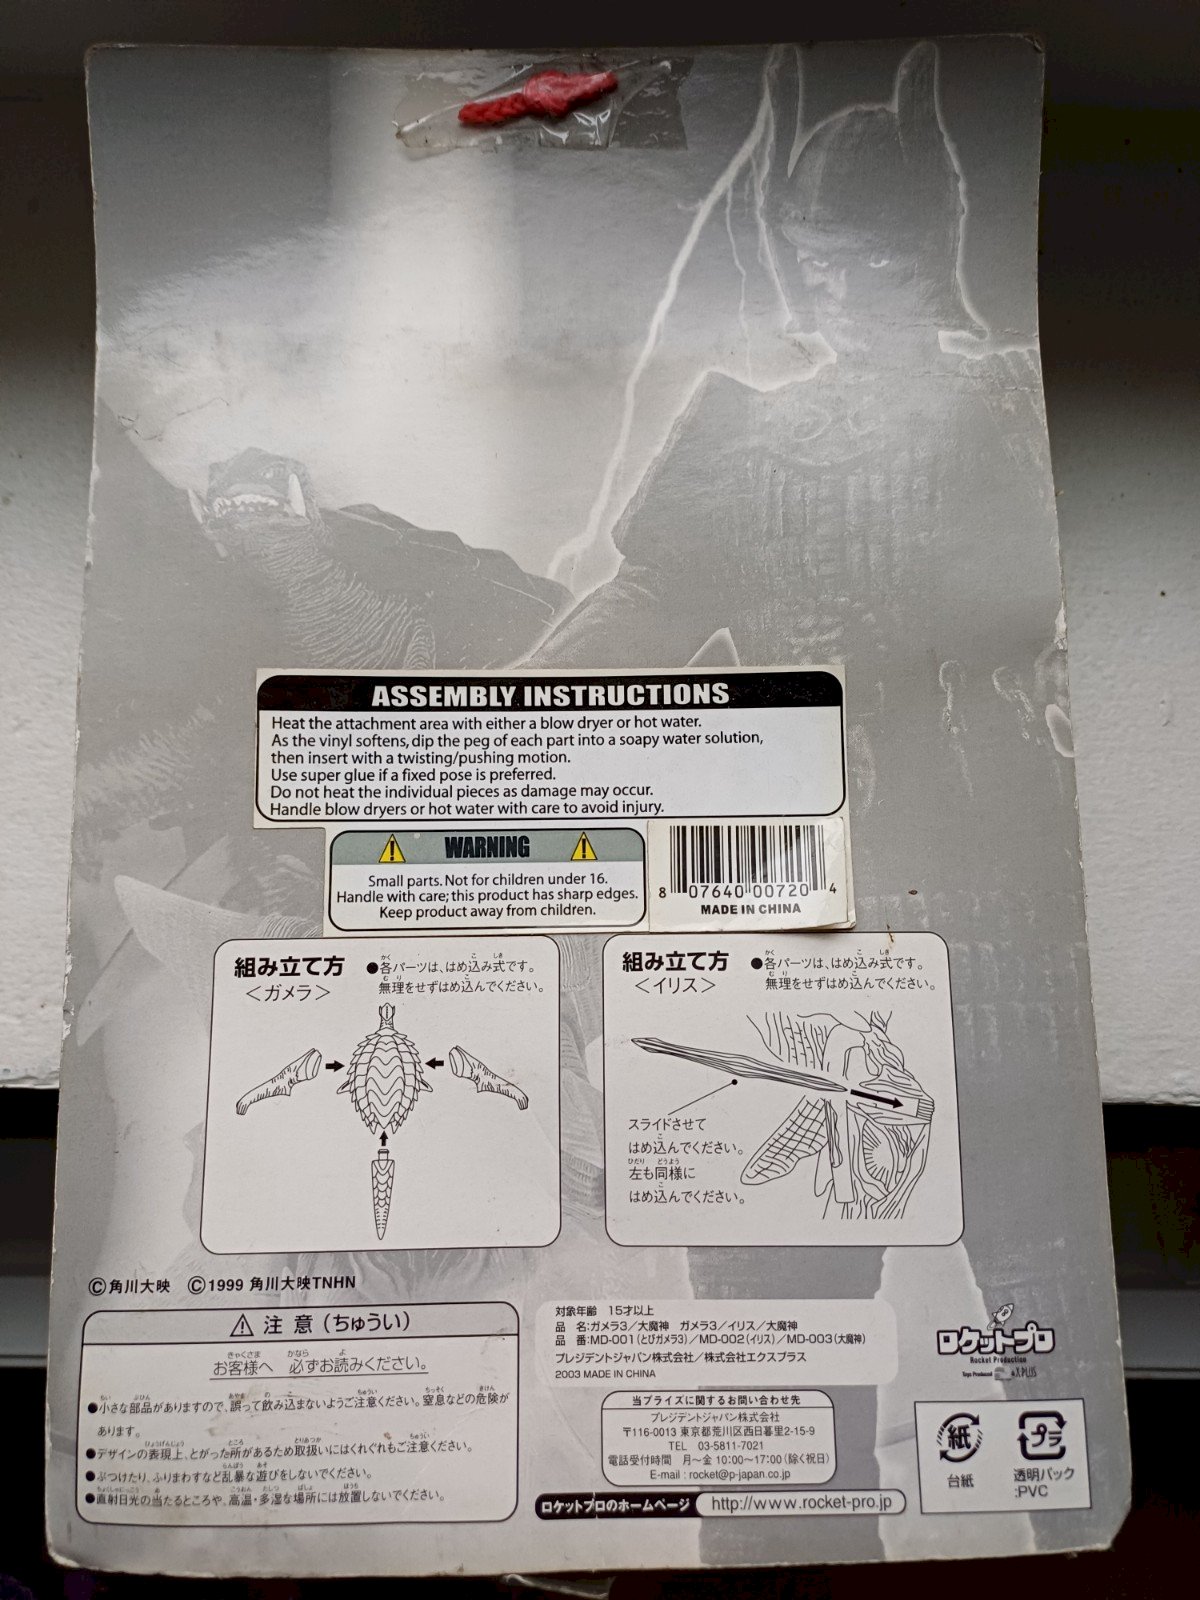 ASSEMBLY INSTRUCTIONS
Heat the attachment area with either a blow dryer or hot water.
As the vinyl softens, dip the peg of each part into a soapy water solution,
then insert with a twisting/pushing motion.
Use super glue if a fixed pose is preferred.
Do not heat the individual pieces as damage may occur.
Handle blow dryers or hot water with care to avoid injury.
WARNING
Small parts. Not for children under 16.
Handle with care; this product has sharp edges.
Keep product away from children.
8 07640 00720 4
MADE IN CHINA
組み立て方
<ガメラ>
●各パーツは、はめ込み式です。
無理をせずはめ込んでください。
組み立て方
<イリス>
●各パーツは、はめ込み式です。
無理をせずはめ込んでください。
スライドさせて
はめ込んでください。
左も同様に
はめ込んでください。
©角川大映 ©1999 角川大映TNHN
⚠ 注意(ちゅうい)
お客様へ 必ずお読みください。
●小さな部品がありますので、誤って飲み込まないようご注意ください。窒息などの危険が
あります。
●デザインの表現上、とがった所があるため取扱いにはくれぐれもご注意ください。
●ぶつけたり、ふりまわすなど乱暴な遊びをしないでください。
●直射日光の当たるところや、高温・多湿な場所には放置しないでください。
対象年齢 15才以上
品 名:ガメラ3/大魔神 ガメラ3/イリス/大魔神
品 番:MD-001(とびガメラ3)/MD-002(イリス)/MD-003(大魔神)
プレジデントジャパン株式会社/株式会社エクスプラス
2003 MADE IN CHINA
当プライズに関するお問い合わせ先
プレジデントジャパン株式会社
〒116-0013 東京都荒川区西日暮里2-15-9
TEL 03-5811-7021
電話受付時間 月〜金 10:00〜17:00(除く祝日)
E-mail : rocket@p-japan.co.jp
ロケットプロのホームページ http://www.rocket-pro.jp
ロケットプロ
Rocket Production
Toys Produced X-PLUS
紙
台紙
プラ
透明パック
:PVC